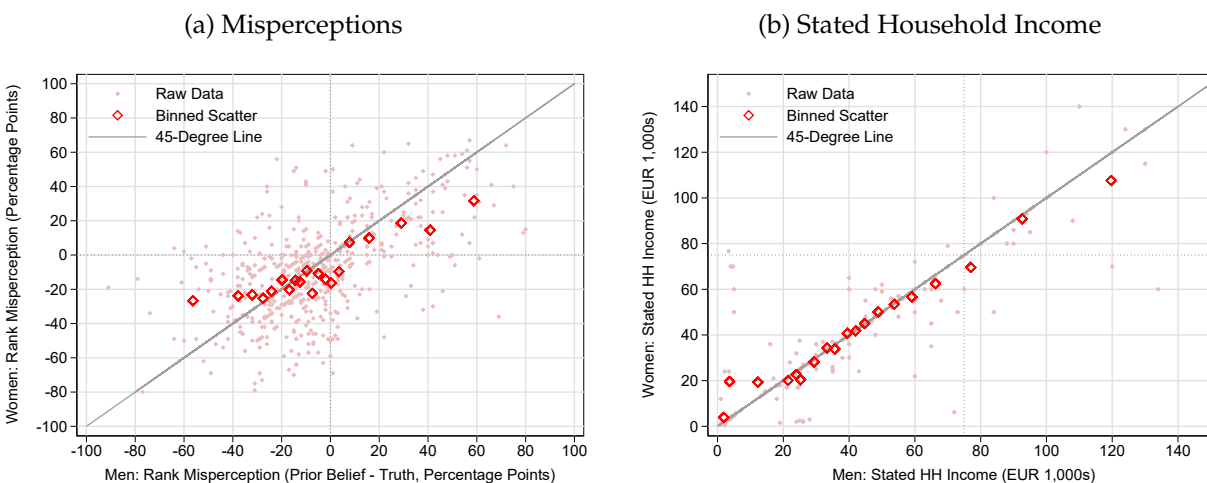 (a) Misperceptions
Women: Rank Misperception (Percentage Points)
100
80
60
40
20
0
-20
-40
-60
-80
-100
Raw Data
Binned Scatter
45-Degree Line
-100 -80 -60 -40 -20 0 20 40 60 80 100
Men: Rank Misperception (Prior Belief - Truth, Percentage Points)
(b) Stated Household Income
Women: Stated HH Income (EUR 1,000s)
140
120
100
80
60
40
20
0
Raw Data
Binned Scatter
45-Degree Line
0 20 40 60 80 100 120 140
Men: Stated HH Income (EUR 1,000s)